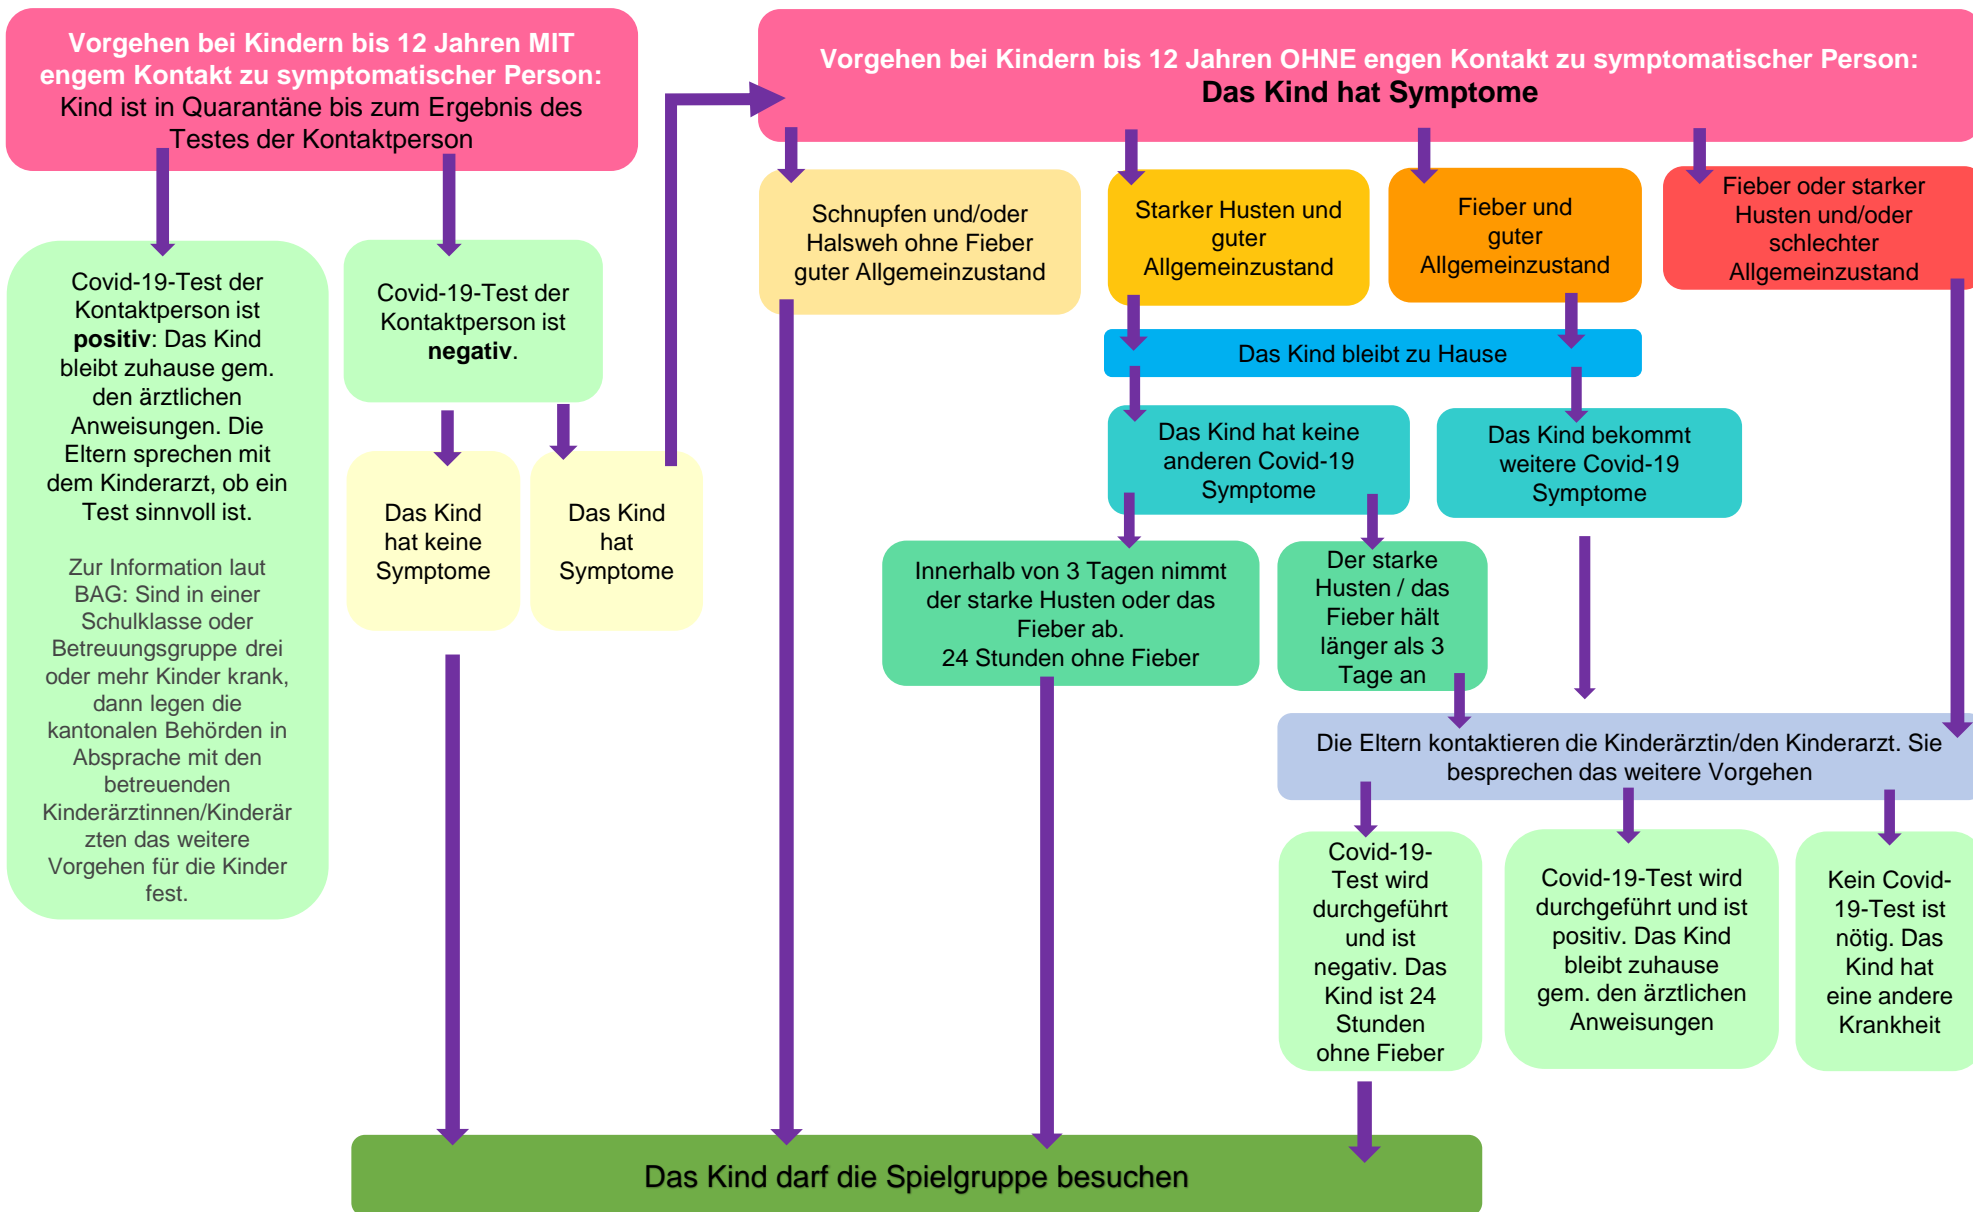 Vorgehen bei Kindern bis 12 Jahren MIT
engem Kontakt zu symptomatischer Person:
Kind ist in Quarantäne bis zum Ergebnis des
Testes der Kontaktperson
Vorgehen bei Kindern bis 12 Jahren OHNE engen Kontakt zu symptomatischer Person:
Das Kind hat Symptome
Covid-19-Test der
Kontaktperson ist
positiv: Das Kind
bleibt zuhause gem.
den ärztlichen
Anweisungen. Die
Eltern sprechen mit
dem Kinderarzt, ob ein
Test sinnvoll ist.
Zur Information laut
BAG: Sind in einer
Schulklasse oder
Betreuungsgruppe drei
oder mehr Kinder krank,
dann legen die
kantonalen Behörden in
Absprache mit den
betreuenden
Kinderärztinnen/Kinderär
zten das weitere
Vorgehen für die Kinder
fest.
Covid-19-Test der
Kontaktperson ist
negativ.
Das Kind
hat keine
Symptome
Das Kind
hat
Symptome
Schnupfen und/oder
Halsweh ohne Fieber
guter Allgemeinzustand
Starker Husten und
guter
Allgemeinzustand
Fieber und
guter
Allgemeinzustand
Fieber oder starker
Husten und/oder
schlechter
Allgemeinzustand
Das Kind bleibt zu Hause
Das Kind hat keine
anderen Covid-19
Symptome
Das Kind bekommt
weitere Covid-19
Symptome
Innerhalb von 3 Tagen nimmt
der starke Husten oder das
Fieber ab.
24 Stunden ohne Fieber
Der starke
Husten / das
Fieber hält
länger als 3
Tage an
Die Eltern kontaktieren die Kinderärztin/den Kinderarzt. Sie
besprechen das weitere Vorgehen
Covid-19-
Test wird
durchgeführt
und ist
negativ. Das
Kind ist 24
Stunden
ohne Fieber
Covid-19-Test wird
durchgeführt und ist
positiv. Das Kind
bleibt zuhause
gem. den ärztlichen
Anweisungen
Kein Covid-
19-Test ist
nötig. Das
Kind hat
eine andere
Krankheit
Das Kind darf die Spielgruppe besuchen